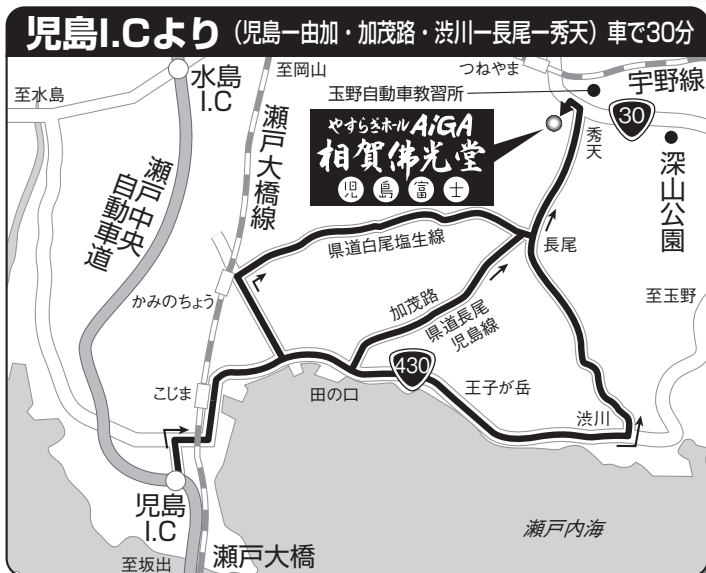 児島I.Cより（児島ー由加・加茂路・渋川ー長尾ー秀天）車で30分
水島
I.C
至岡山
つねやま
宇野線
至水島
玉野自動車教習所
30
瀬戸大橋線
やすらぎホールAiGA
相賀佛光堂
児島富士
秀天
深山公園
瀬戸中央
自動車道
県道白尾塩生線
長尾
かみのちょう
加茂路
県道長尾
児島線
至玉野
430
こじま
田の口
王子が岳
渋川
児島
I.C
瀬戸内海
至坂出
瀬戸大橋